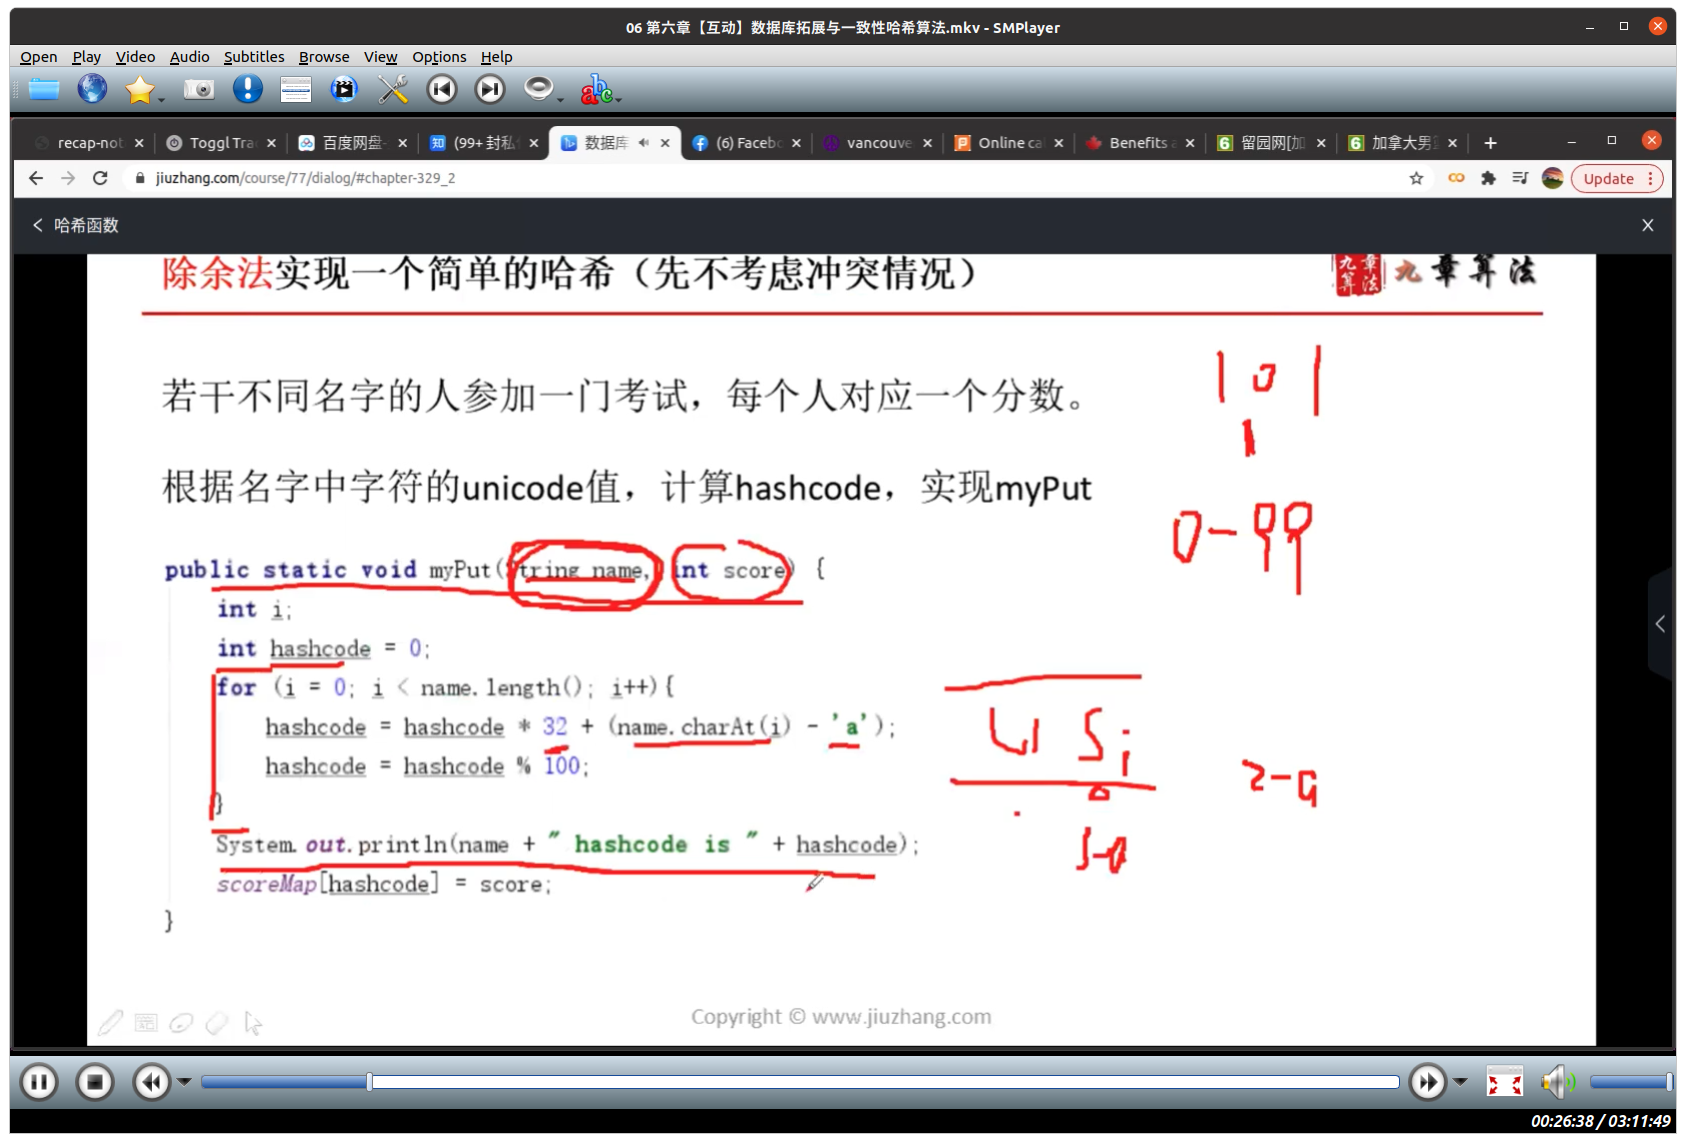 06 第六章【互动】数据库拓展与一致性哈希算法.mkv - SMPlayer
Open Play Video Audio Subtitles Browse View Options Help
abc
recap-not Toggl Tra 百度网盘- (99+ 封私 数据库 (6) Facebo vancouve Online ca Benefits a 留园网[加 加拿大男
jiuzhang.com/course/77/dialog/#chapter-329_2 Update
哈希函数
除余法实现一个简单的哈希（先不考虑冲突情况） 九章算法 九章算法
若干不同名字的人参加一门考试，每个人对应一个分数。
101
1
根据名字中字符的unicode值，计算hashcode，实现myPut
0-99
public static void myPut(String name, int score) {
int i;
int hashcode = 0;
for (i = 0; i < name.length(); i++){
hashcode = hashcode * 32 + (name.charAt(i) - 'a');
hashcode = hashcode % 100;
}
System.out.println(name + " hashcode is " + hashcode);
scoreMap[hashcode] = score;
}
Copyright © www.jiuzhang.com
00:26:38 / 03:11:49